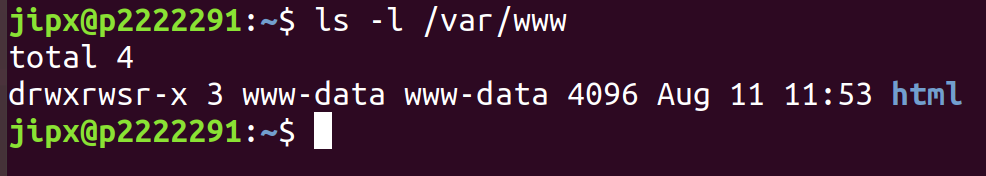 jipx@p2222291:~$ ls -l /var/www
total 4
drwxrwsr-x 3 www-data www-data 4096 Aug 11 11:53 html
jipx@p2222291:~$